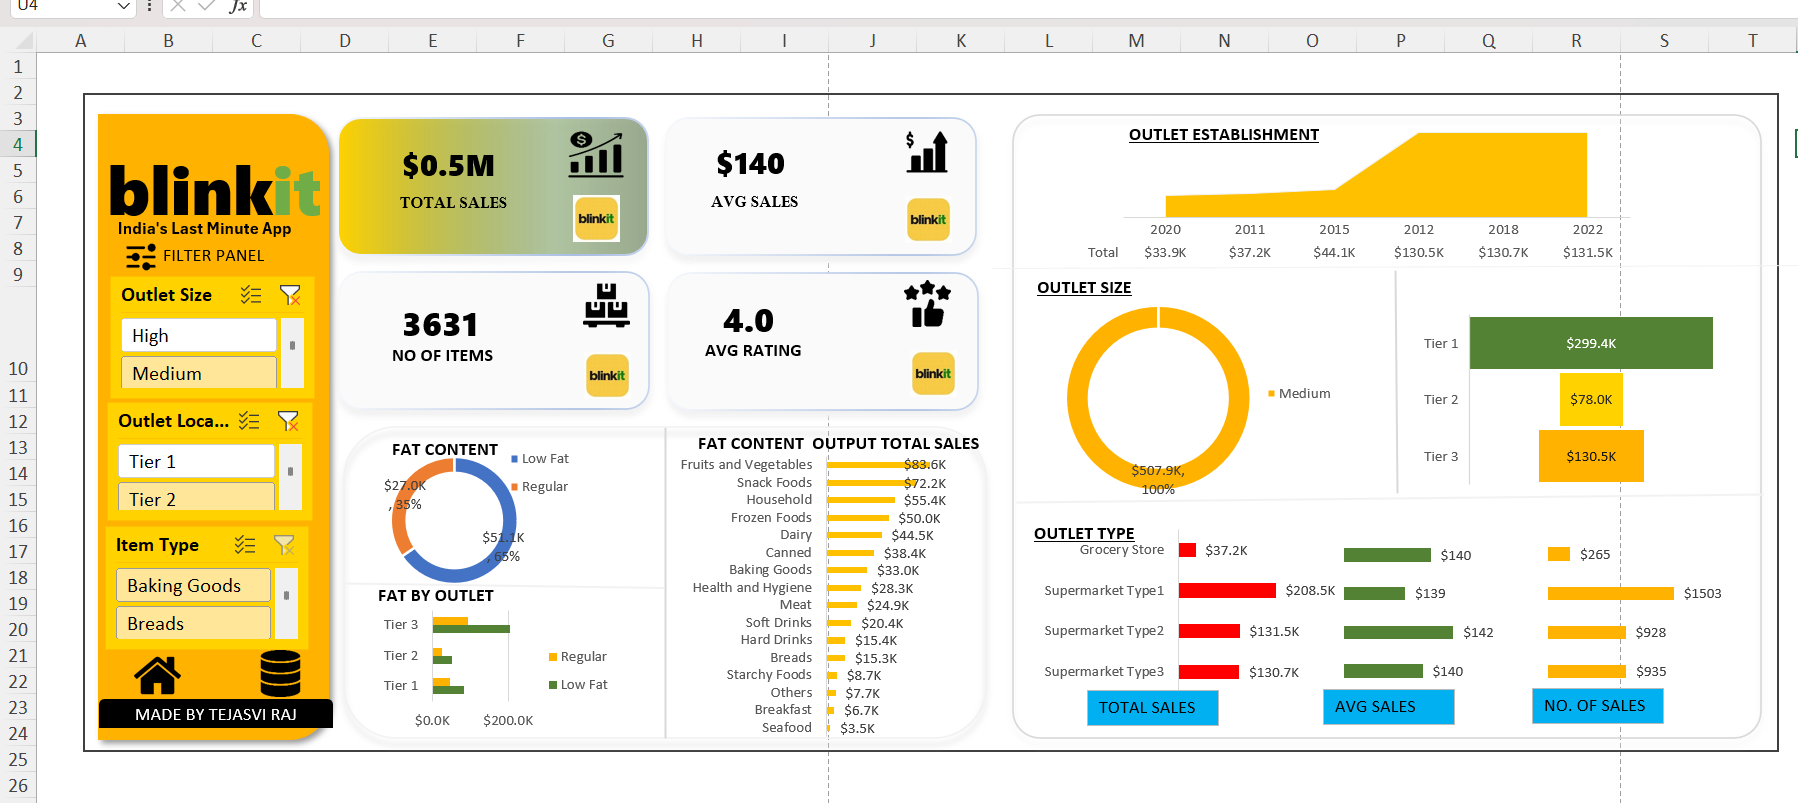 U4
fx
A B C D E F G H I J K L M N O P Q R S T
1
2
3
4
5
6
7
8
9
10
11
12
13
14
15
16
17
18
19
20
21
22
23
24
25
26
blinkit
India's Last Minute App
FILTER PANEL
Outlet Size
High
Medium
Outlet Loca...
Tier 1
Tier 2
Item Type
Baking Goods
Breads
MADE BY TEJASVI RAJ
$0.5M
TOTAL SALES
blinkit
$140
AVG SALES
blinkit
3631
NO OF ITEMS
blinkit
4.0
AVG RATING
blinkit
FAT CONTENT
Low Fat
Regular
$27.0K
, 35%
$51.1K
, 65%
FAT BY OUTLET
Tier 3
Tier 2
Tier 1
Regular
Low Fat
$0.0K $200.0K
FAT CONTENT OUTPUT TOTAL SALES
Fruits and Vegetables $83.6K
Snack Foods $72.2K
Household $55.4K
Frozen Foods $50.0K
Dairy $44.5K
Canned $38.4K
Baking Goods $33.0K
Health and Hygiene $28.3K
Meat $24.9K
Soft Drinks $20.4K
Hard Drinks $15.4K
Breads $15.3K
Starchy Foods $8.7K
Others $7.7K
Breakfast $6.7K
Seafood $3.5K
OUTLET ESTABLISHMENT
2020 2011 2015 2012 2018 2022
Total $33.9K $37.2K $44.1K $130.5K $130.7K $131.5K
OUTLET SIZE
Medium
$507.9K,
100%
Tier 1 $299.4K
Tier 2 $78.0K
Tier 3 $130.5K
OUTLET TYPE
Grocery Store $37.2K $140 $265
Supermarket Type1 $208.5K $139 $1503
Supermarket Type2 $131.5K $142 $928
Supermarket Type3 $130.7K $140 $935
TOTAL SALES AVG SALES NO. OF SALES